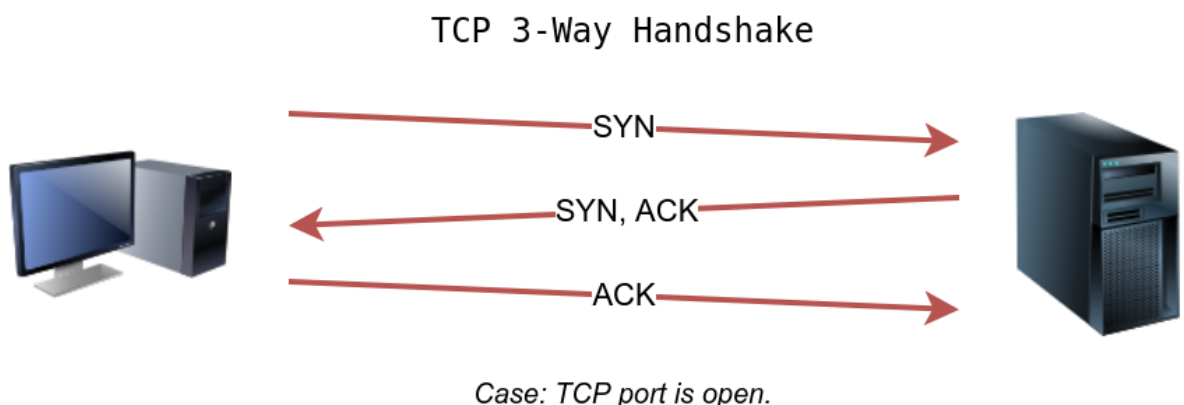 TCP 3-Way Handshake
SYN
SYN, ACK
ACK
Case: TCP port is open.